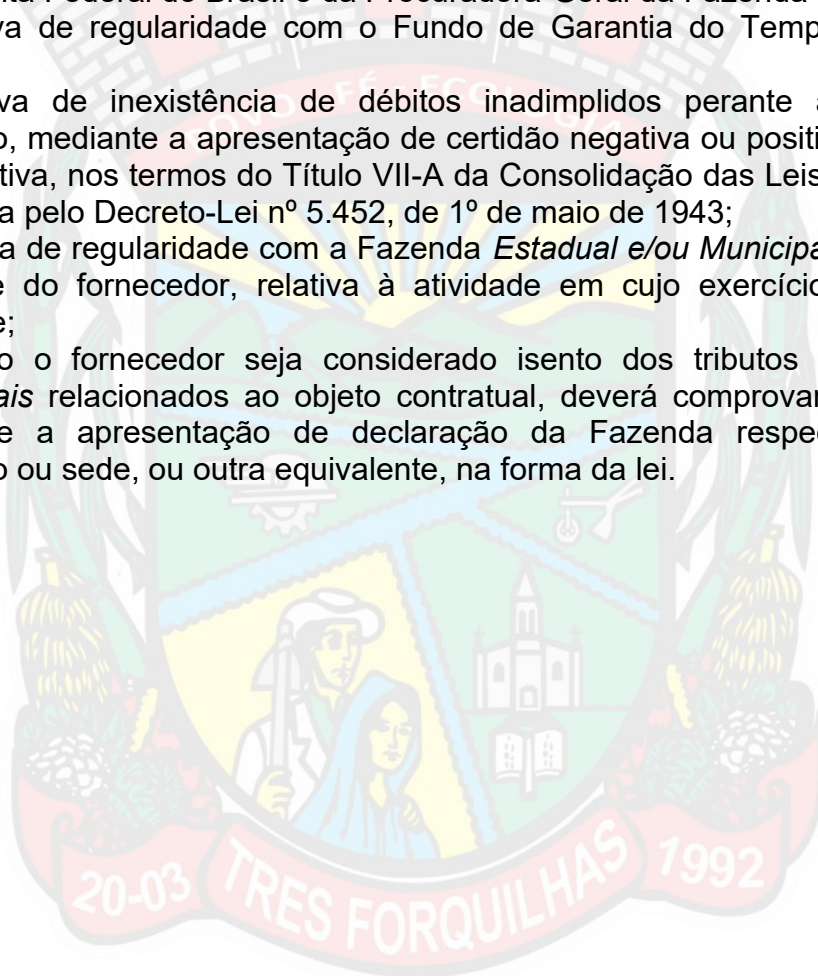 Federal do Brasil e da Procuradoria Geral da Fazenda
de regularidade com o Fundo de Garantia do Temp
va de inexistência de débitos inadimplidos perante a
o, mediante a apresentação de certidão negativa ou positi
tiva, nos termos do Título VII-A da Consolidação das Leis
a pelo Decreto-Lei nº 5.452, de 1º de maio de 1943;
a de regularidade com a Fazenda Estadual e/ou Municipa
e do fornecedor, relativa à atividade em cujo exercício
e;
o o fornecedor seja considerado isento dos tributos
ais relacionados ao objeto contratual, deverá comprovar
e a apresentação de declaração da Fazenda respe
o ou sede, ou outra equivalente, na forma da lei.
POVO - FÉ - ECOLOGIA
20-03 TRES FORQUILHAS 1992